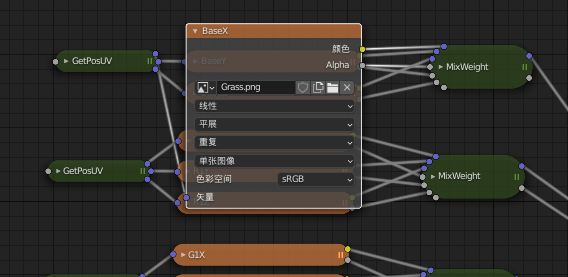 BaseX
颜色
GetPosUV
BaseY
Alpha
MixWeight
Grass.png
线性
平展
重复
单张图像
GetPosUV
色彩空间
sRGB
MixWeight
矢量
G1X